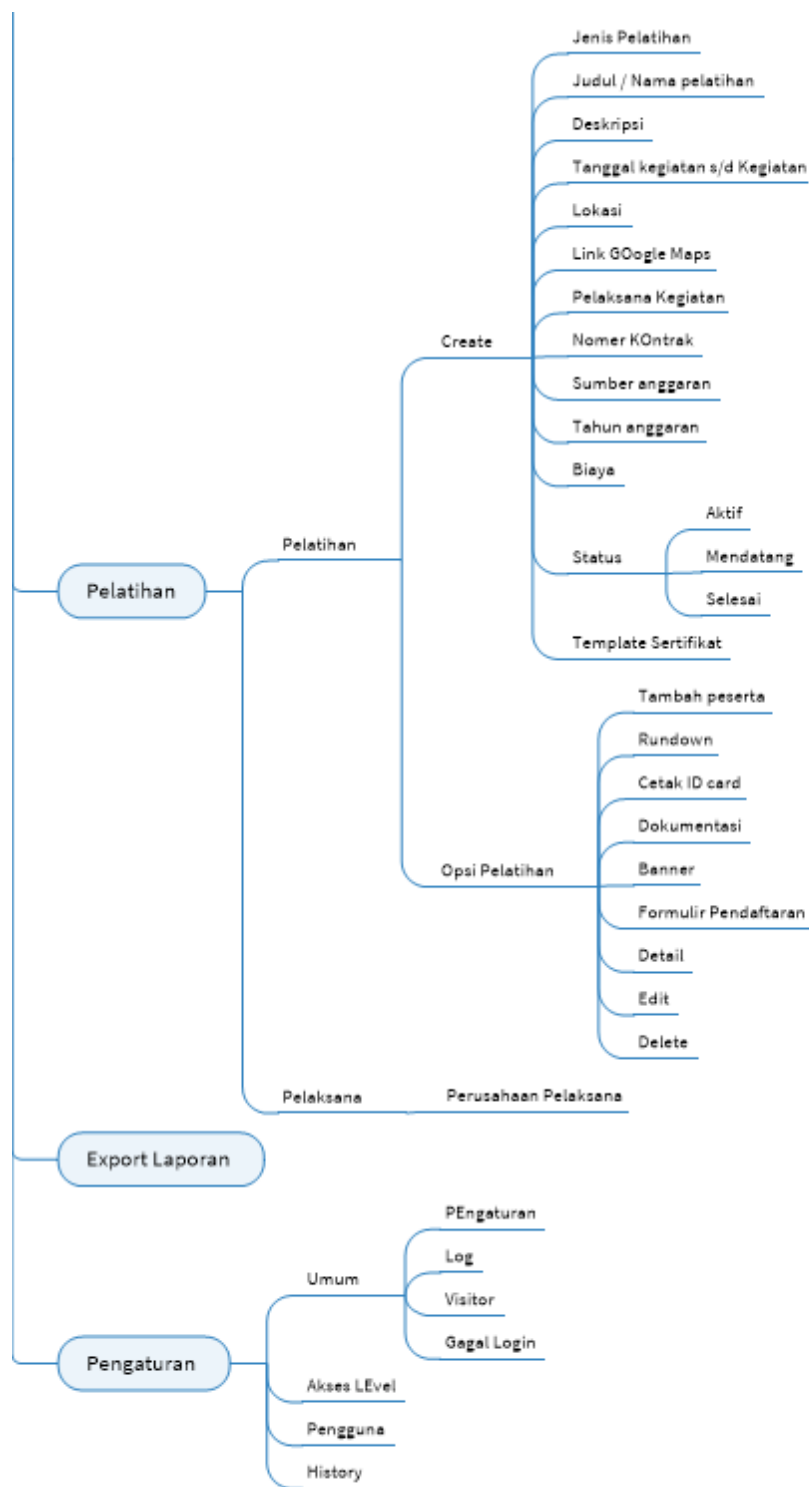 Jenis Pelatihan
Judul / Nama pelatihan
Deskripsi
Tanggal kegiatan s/d Kegiatan
Lokasi
Link GOogle Maps
Pelaksana Kegiatan
Create
Nomer KOntrak
Sumber anggaran
Tahun anggaran
Biaya
Aktif
Pelatihan
Status
Mendatang
Pelatihan
Selesai
Template Sertifikat
Tambah peserta
Rundown
Cetak ID card
Dokumentasi
Opsi Pelatihan
Banner
Formulir Pendaftaran
Detail
Edit
Delete
Pelaksana
Perusahaan Pelaksana
Export Laporan
PEngaturan
Log
Umum
Visitor
Gagal Login
Pengaturan
Akses LEvel
Pengguna
History